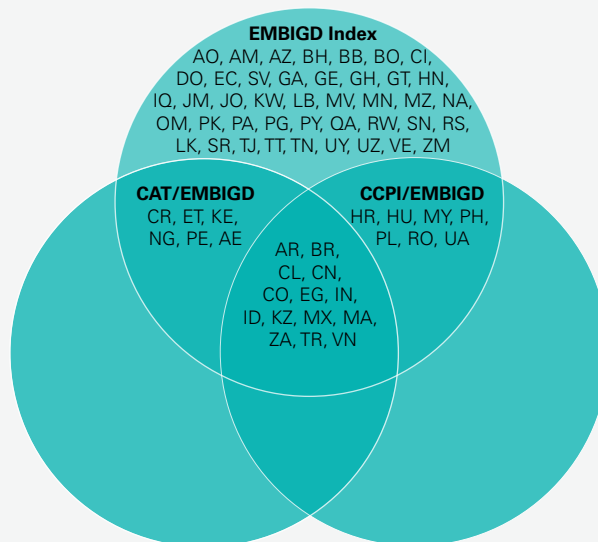 EMBIGD Index
AO, AM, AZ, BH, BB, BO, CI,
DO, EC, SV, GA, GE, GH, GT, HN,
IQ, JM, JO, KW, LB, MV, MN, MZ, NA,
OM, PK, PA, PG, PY, QA, RW, SN, RS,
LK, SR, TJ, TT, TN, UY, UZ, VE, ZM
CAT/EMBIGD
CR, ET, KE,
NG, PE, AE
CCPI/EMBIGD
HR, HU, MY, PH,
PL, RO, UA
AR, BR,
CL, CN,
CO, EG, IN,
ID, KZ, MX, MA,
ZA, TR, VN